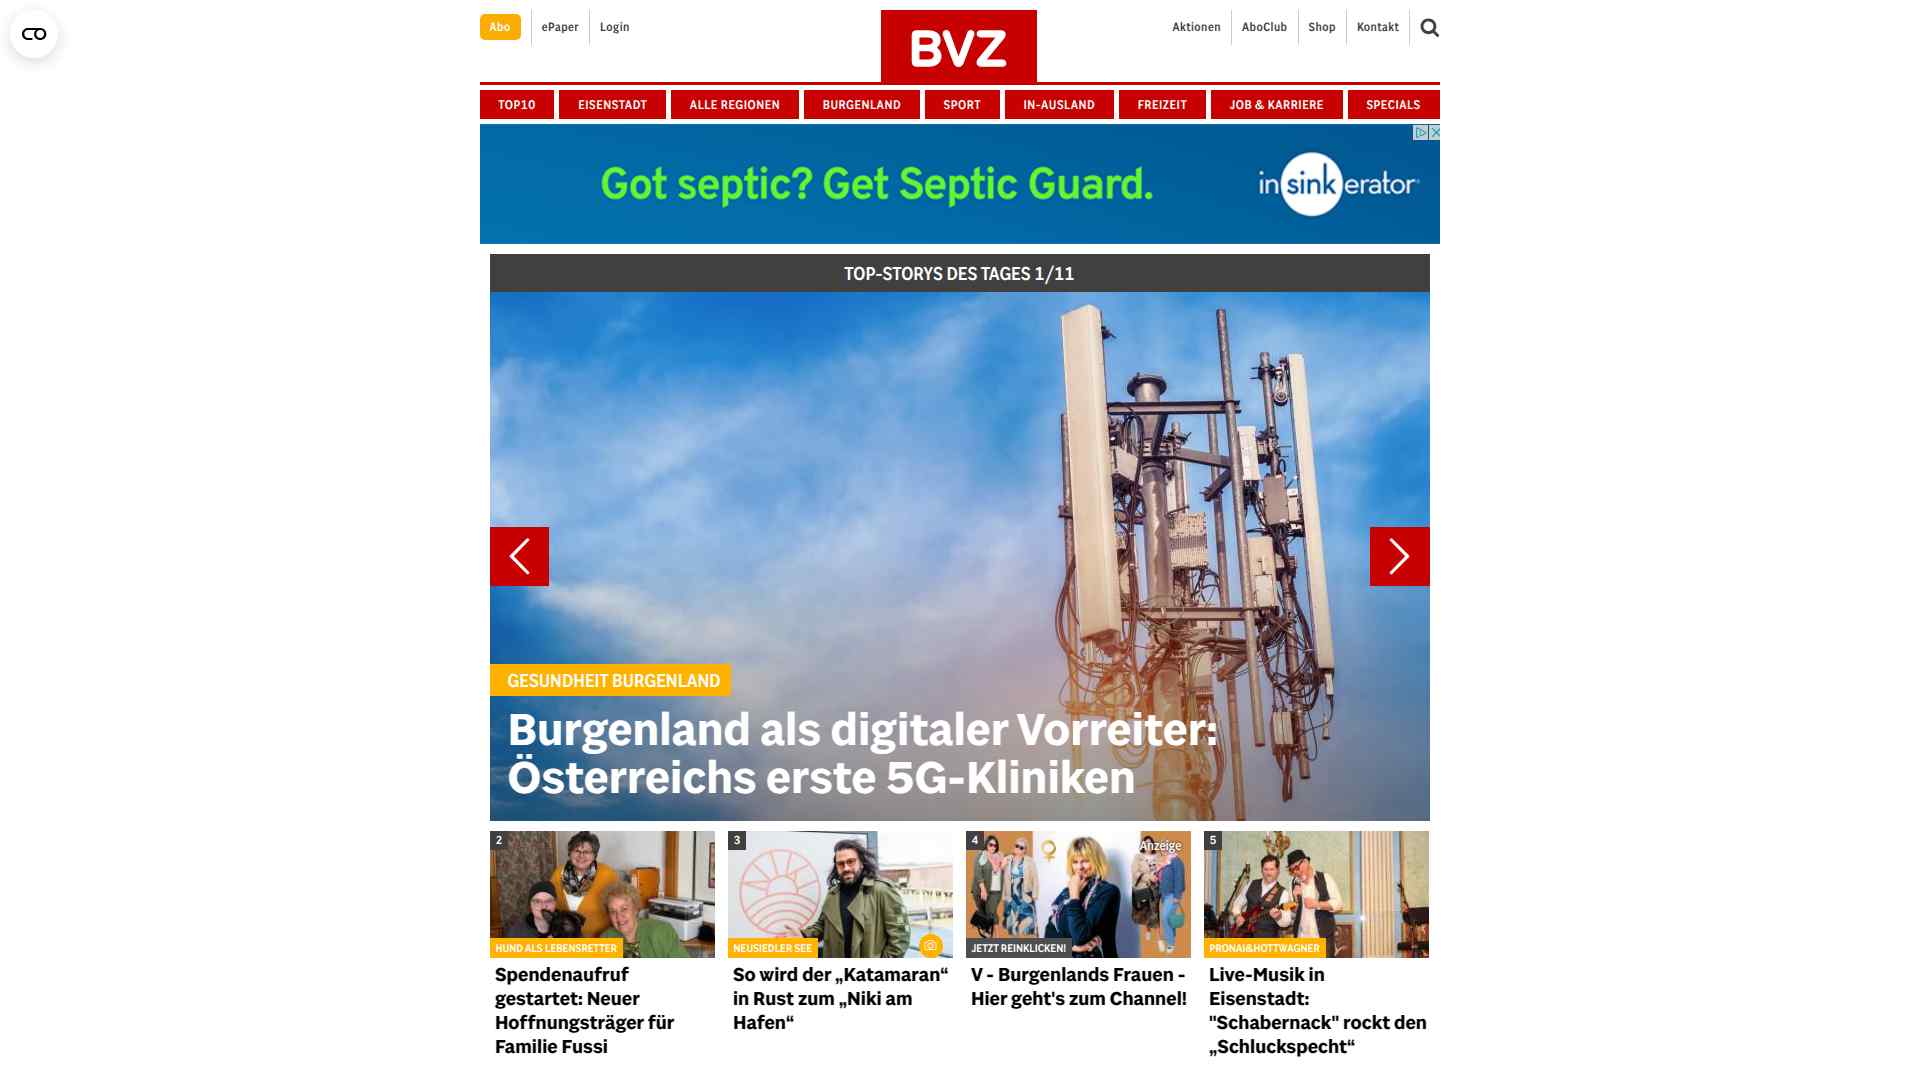 Abo
ePaper
Login
BVZ
Aktionen
AboClub
Shop
Kontakt
TOP10
EISENSTADT
ALLE REGIONEN
BURGENLAND
SPORT
IN-AUSLAND
FREIZEIT
JOB & KARRIERE
SPECIALS
Got septic? Get Septic Guard.
insinkerator
TOP-STORYS DES TAGES 1/11
GESUNDHEIT BURGENLAND
Burgenland als digitaler Vorreiter:
Österreichs erste 5G-Kliniken
2
HUND ALS LEBENSRETTER
Spendenaufruf
gestartet: Neuer
Hoffnungsträger für
Familie Fussi
3
NEUSIEDLER SEE
So wird der „Katamaran“
in Rust zum „Niki am
Hafen“
4
Anzeige
JETZT REINKLICKEN!
V - Burgenlands Frauen -
Hier geht's zum Channel!
5
PRONAI&HOTTWAGNER
Live-Musik in
Eisenstadt:
"Schabernack" rockt den
„Schluckspecht“